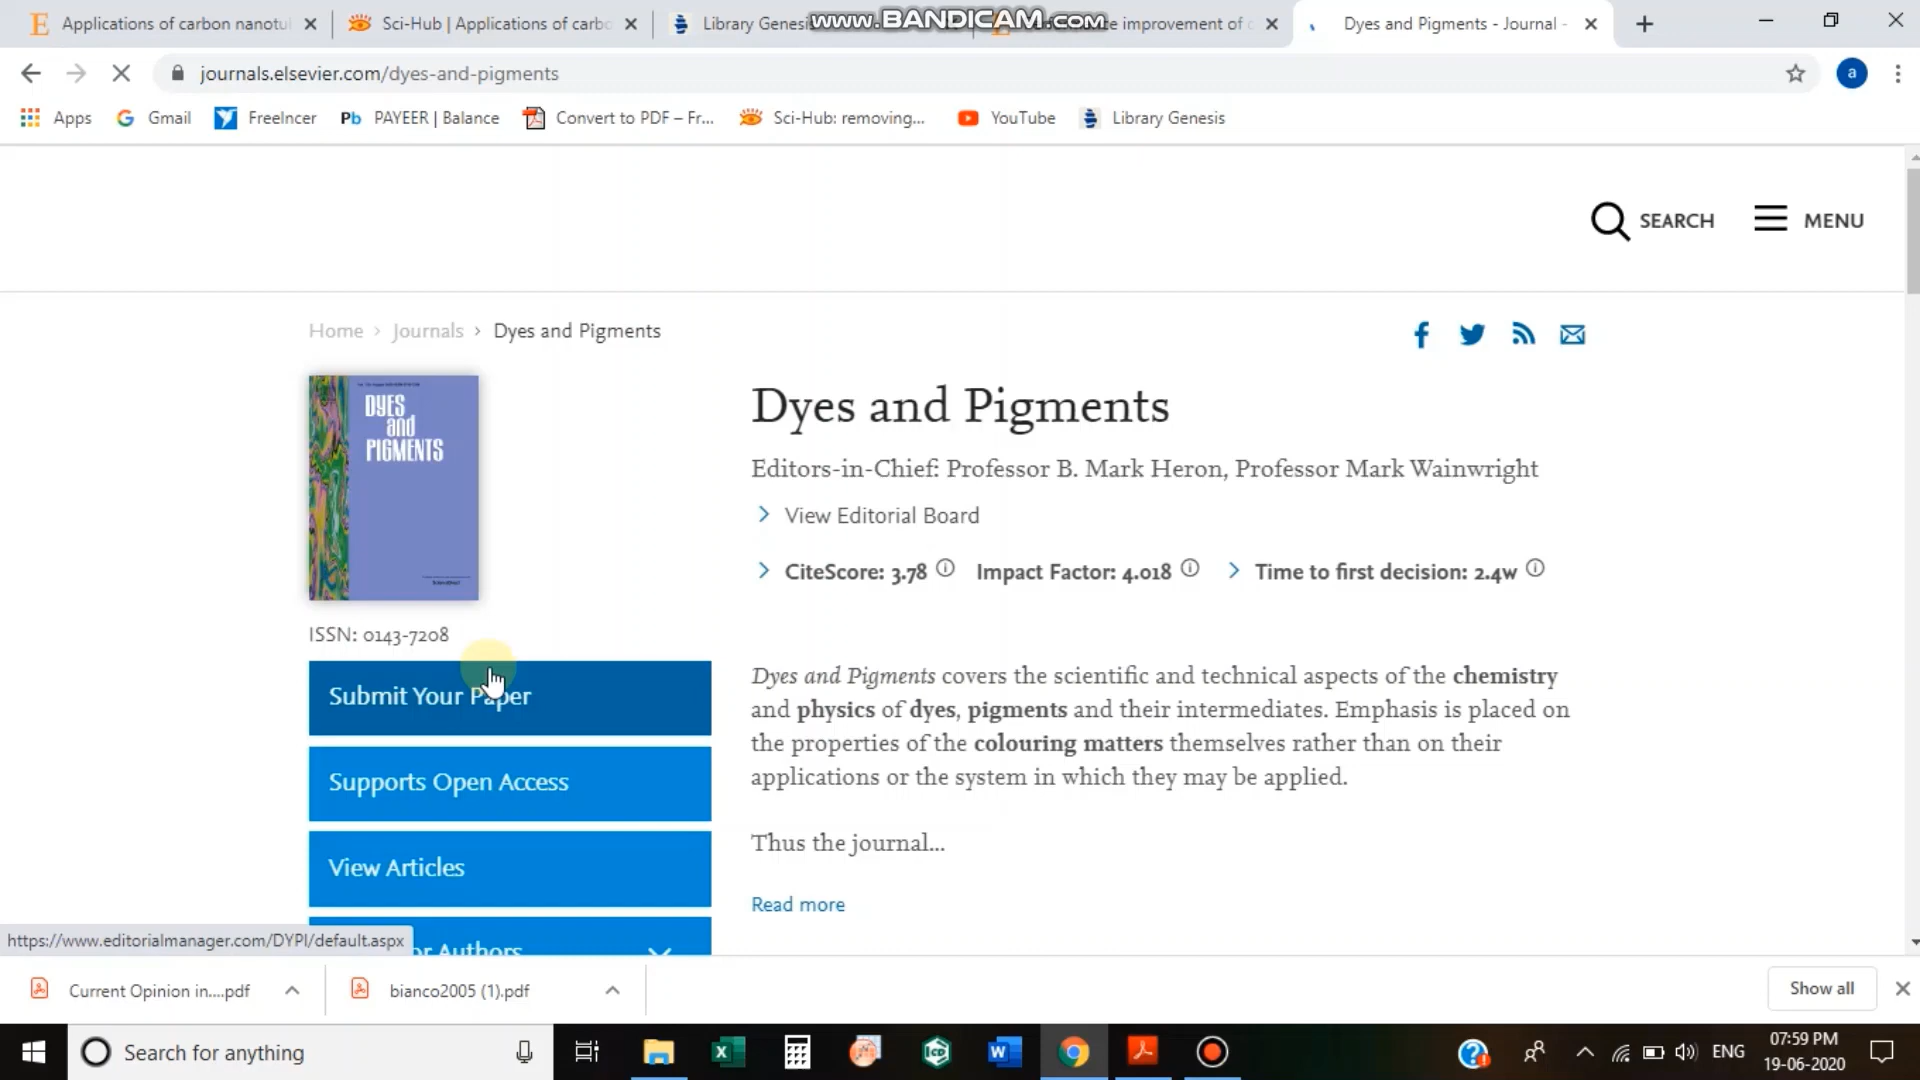 Applications of carbon nanotul
Sci-Hub | Applications of carbo
Library Genesi
www.BANDICAM.com
te improvement of c
Dyes and Pigments - Journal -
journals.elsevier.com/dyes-and-pigments
a
Apps
Gmail
Freelncer
Pb PAYEER | Balance
Convert to PDF – Fr...
Sci-Hub: removing...
YouTube
Library Genesis
SEARCH
MENU
Home > Journals > Dyes and Pigments
DYES
and
PIGMENTS
Dyes and Pigments
Editors-in-Chief: Professor B. Mark Heron, Professor Mark Wainwright
View Editorial Board
CiteScore: 3.78 Impact Factor: 4.018 Time to first decision: 2.4w
ISSN: 0143-7208
Submit Your Paper
Supports Open Access
View Articles
or Authors
Dyes and Pigments covers the scientific and technical aspects of the chemistry
and physics of dyes, pigments and their intermediates. Emphasis is placed on
the properties of the colouring matters themselves rather than on their
applications or the system in which they may be applied.
Thus the journal...
Read more
https://www.editorialmanager.com/DYPI/default.aspx
Current Opinion in....pdf
bianco2005 (1).pdf
Show all
Search for anything
ENG
07:59 PM
19-06-2020